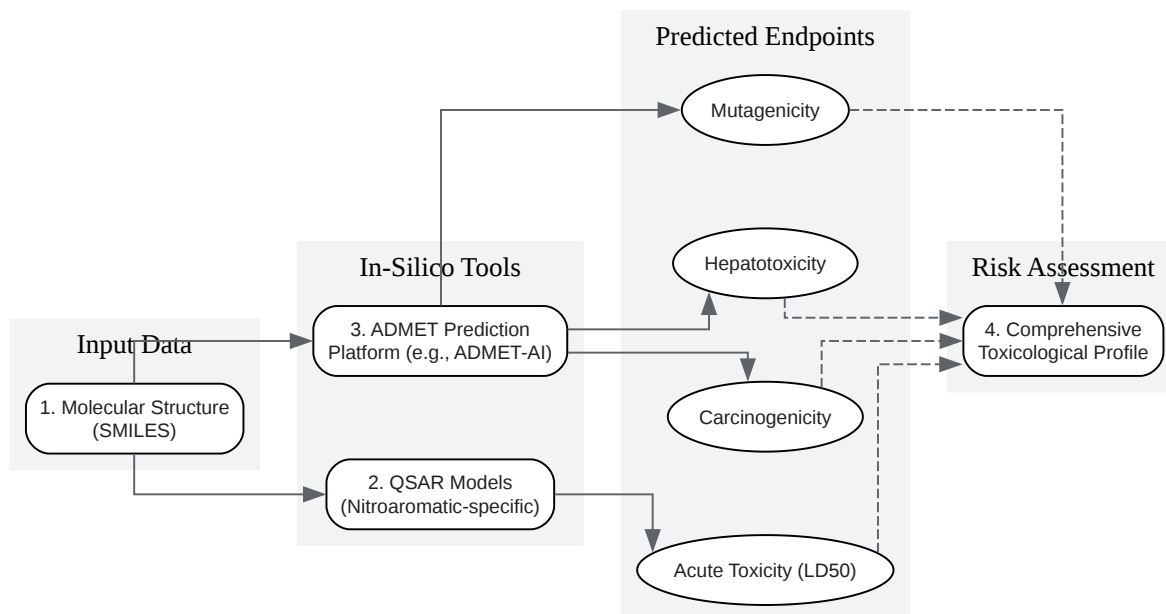 Predicted Endpoints
Mutagenicity
In-Silico Tools
Hepatotoxicity
Risk Assessment
Input Data
3. ADMET Prediction
Platform (e.g., ADMET-AI)
4. Comprehensive
Toxicological Profile
1. Molecular Structure
(SMILES)
Carcinogenicity
2. QSAR Models
(Nitroaromatic-specific)
Acute Toxicity (LD50)